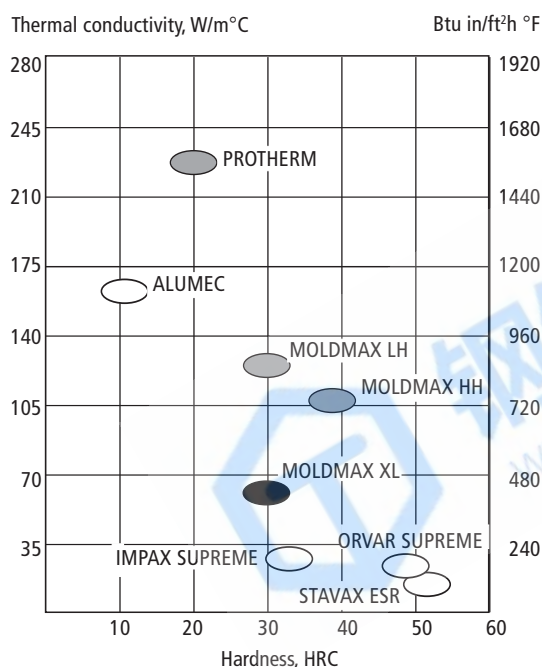 Thermal conductivity, W/m°C Btu in/ft²h °F
280 1920
245 1680
PROTHERM
210 1440
175 1200
ALUMEC
140 960
MOLDMAX LH
MOLDMAX HH
105 720
MOLDMAX XL
70 480
ORVAR SUPREME
35 240
IMPAX SUPREME
STAVAX ESR
10 20 30 40 50 60
Hardness, HRC